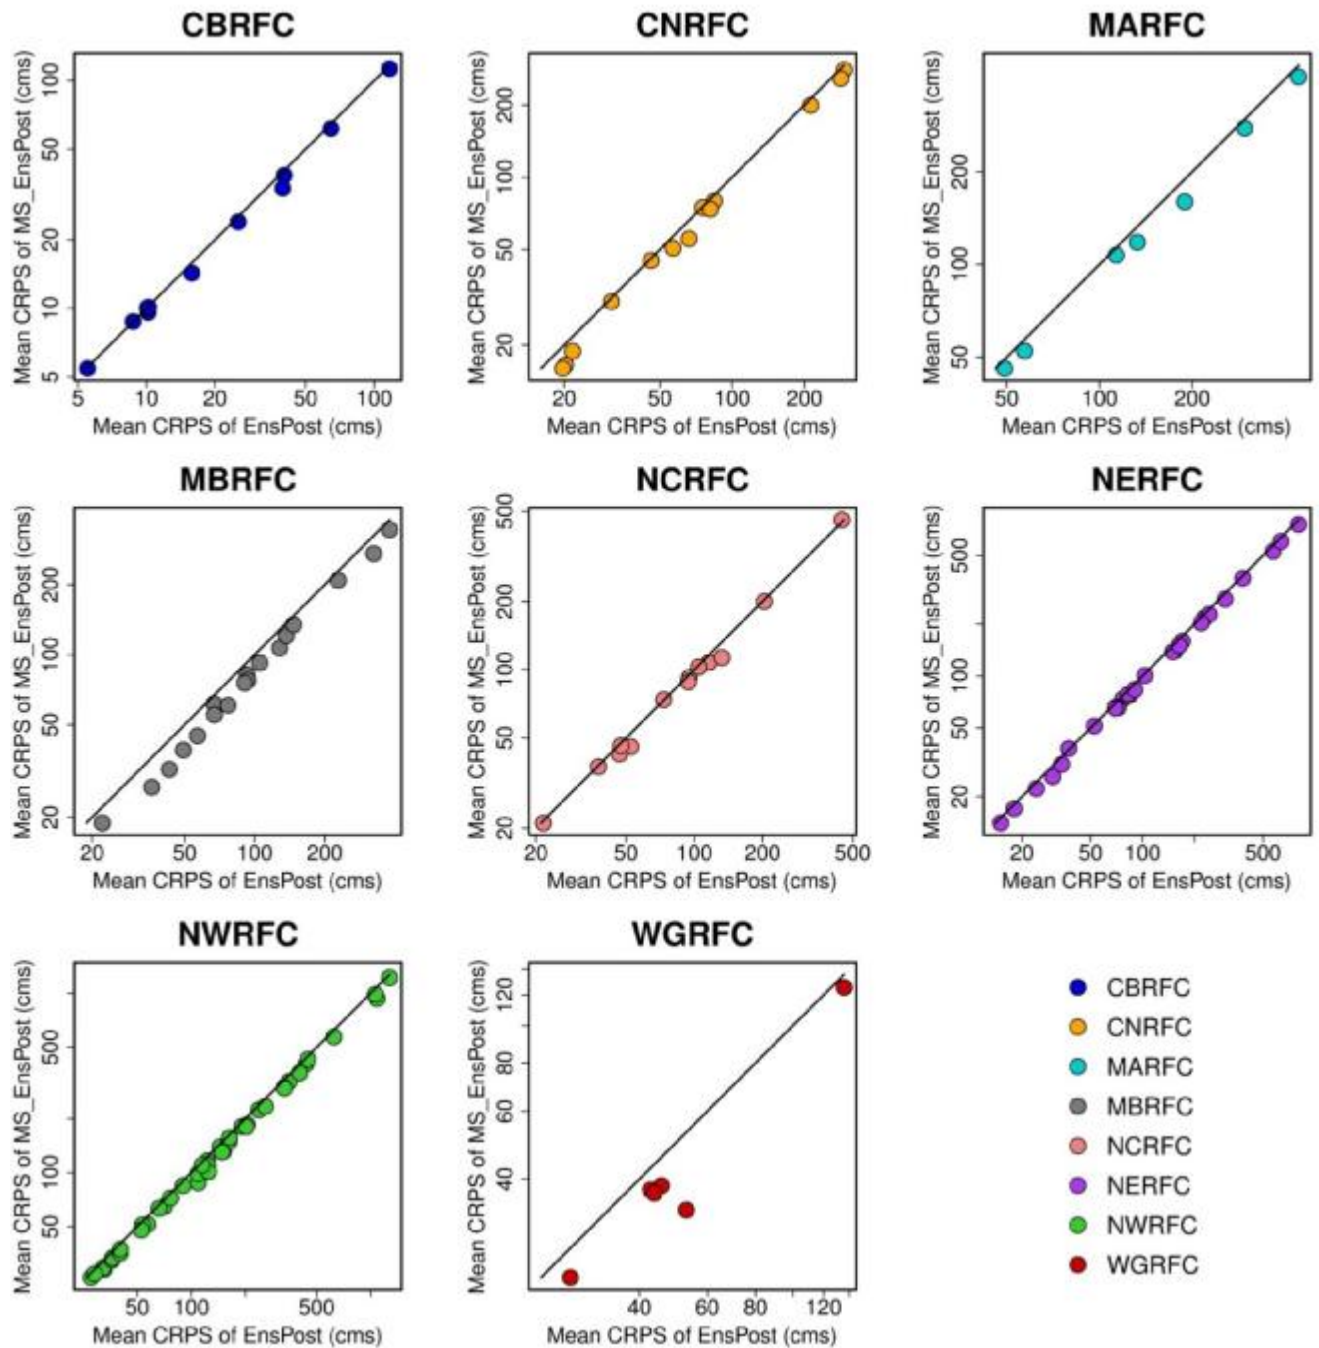 CBRFC CNRFC MARFC
Mean CRPS of MS_EnsPost (cms)
100
50
20
10
5
5 10 20 50 100
Mean CRPS of EnsPost (cms)
Mean CRPS of MS_EnsPost (cms)
200
100
50
20
20 50 100 200
Mean CRPS of EnsPost (cms)
Mean CRPS of MS_EnsPost (cms)
200
100
50
50 100 200
Mean CRPS of EnsPost (cms)
MBRFC NCRFC NERFC
Mean CRPS of MS_EnsPost (cms)
200
100
50
20
20 50 100 200
Mean CRPS of EnsPost (cms)
Mean CRPS of MS_EnsPost (cms)
500
200
100
50
20
20 50 100 200 500
Mean CRPS of EnsPost (cms)
Mean CRPS of MS_EnsPost (cms)
500
100
50
20
20 50 100 500
Mean CRPS of EnsPost (cms)
NWRFC WGRFC
Mean CRPS of MS_EnsPost (cms)
500
100
50
50 100 500
Mean CRPS of EnsPost (cms)
Mean CRPS of MS_EnsPost (cms)
120
80
60
40
40 60 80 120
Mean CRPS of EnsPost (cms)
CBRFC
CNRFC
MARFC
MBRFC
NCRFC
NERFC
NWRFC
WGRFC